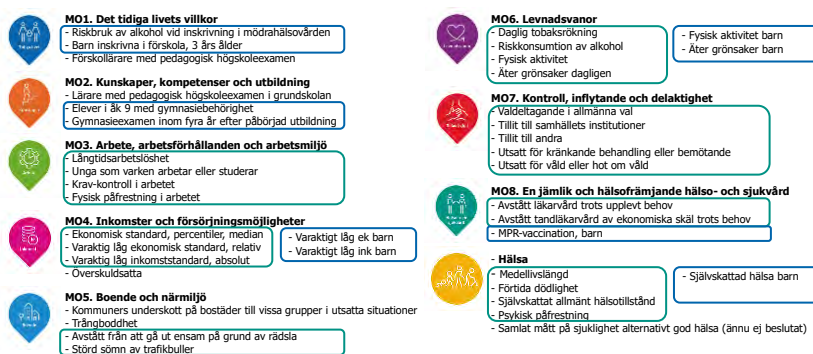 MO1. Det tidiga livets villkor
- Riskbruk av alkohol vid inskrivning i mödrahälsovården
- Barn inskrivna i förskola, 3 års ålder
- Förskollärare med pedagogisk högskoleexamen
MO2. Kunskaper, kompetenser och utbildning
- Lärare med pedagogisk högskoleexamen i grundskolan
- Elever i åk 9 med gymnasiebehörighet
- Gymnasieexamen inom fyra år efter påbörjad utbildning
MO3. Arbete, arbetsförhållanden och arbetsmiljö
- Långtidsarbetslöshet
- Unga som varken arbetar eller studerar
- Krav-kontroll i arbetet
- Fysisk påfrestning i arbetet
MO4. Inkomster och försörjningsmöjligheter
- Ekonomisk standard, percentiler, median
- Varaktig låg ekonomisk standard, relativ
- Varaktig låg inkomststandard, absolut
- Överskuldsatta
- Varaktigt låg ek barn
- Varaktigt låg ink barn
MO5. Boende och närmiljö
- Kommuners underskott på bostäder till vissa grupper i utsatta situationer
- Trångboddhet
- Avstått från att gå ut ensam på grund av rädsla
- Störd sömn av trafikbuller
MO6. Levnadsvanor
- Daglig tobaksrökning
- Riskkonsumtion av alkohol
- Fysisk aktivitet
- Äter grönsaker dagligen
- Fysisk aktivitet barn
- Äter grönsaker barn
MO7. Kontroll, inflytande och delaktighet
- Valdeltagande i allmänna val
- Tillit till samhällets institutioner
- Tillit till andra
- Utsatt för kränkande behandling eller bemötande
- Utsatt för våld eller hot om våld
MO8. En jämlik och hälsofrämjande hälso- och sjukvård
- Avstått läkarvård trots upplevt behov
- Avstått tandläkarvård av ekonomiska skäl trots behov
- MPR-vaccination, barn
- Hälsa
- Medellivslängd
- Förtida dödlighet
- Självskattat allmänt hälsotillstånd
- Psykisk påfrestning
- Samlat mått på sjuklighet alternativt god hälsa (ännu ej beslutat)
- Självskattad hälsa barn